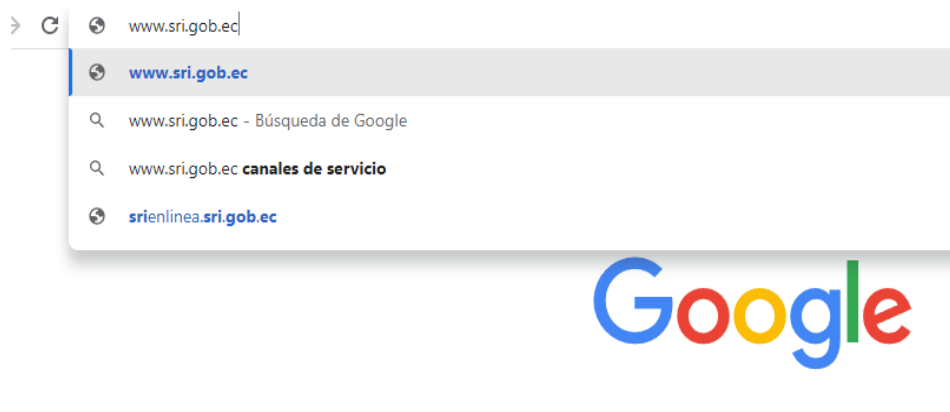 www.sri.gob.ec
www.sri.gob.ec
www.sri.gob.ec - Búsqueda de Google
www.sri.gob.ec canales de servicio
srienlinea.sri.gob.ec
Google